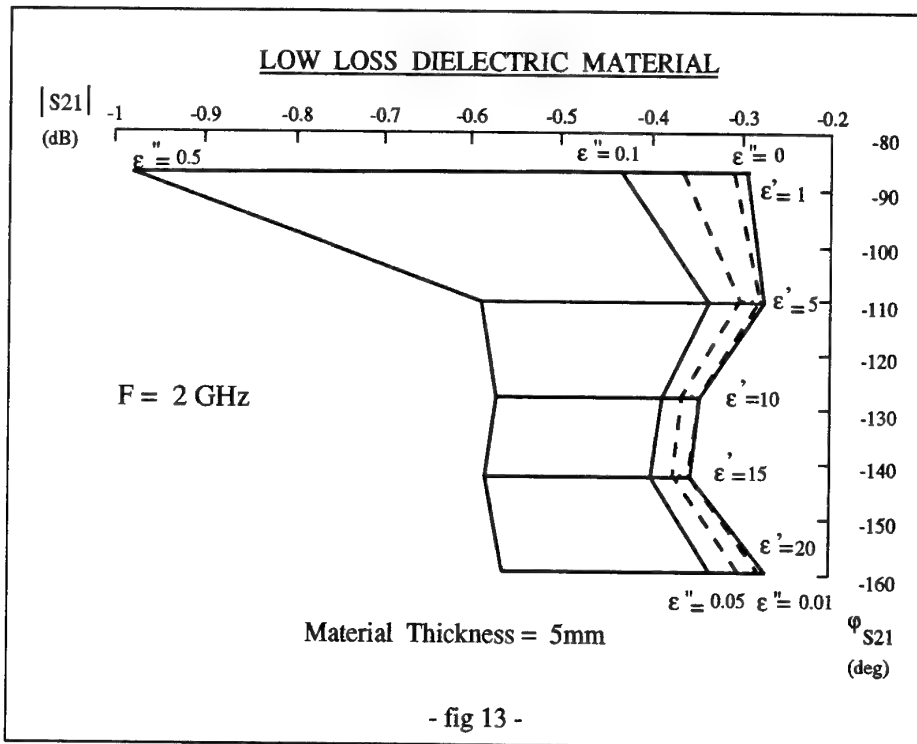 LOW LOSS DIELECTRIC MATERIAL
|S21|
(dB)
-1 -0.9 -0.8 -0.7 -0.6 -0.5 -0.4 -0.3 -0.2
-80
ε"= 0.5 ε"= 0.1 ε"= 0
ε'= 1
-90
-100
ε'= 5
-110
-120
F = 2 GHz
ε'=10
-130
ε'= 15
-140
-150
ε'=20
-160
ε"= 0.05 ε"= 0.01
Material Thickness = 5mm
φS21
(deg)
- fig 13 -